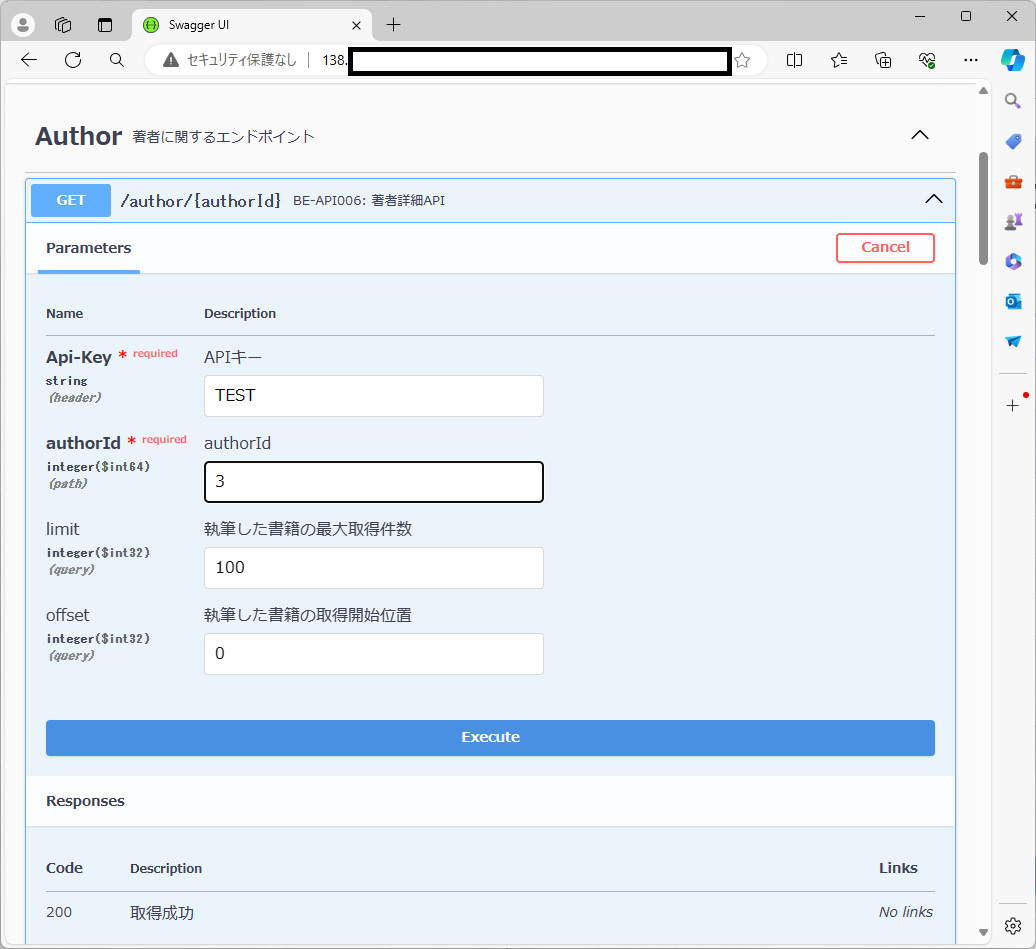 Swagger UI
セキュリティ保護なし 138.
Author 著者に関するエンドポイント
GET /author/{authorId} BE-API006: 著者詳細API
Parameters Cancel
Name Description
Api-Key * required APIキー
string
(header)
TEST
authorId * required authorId
integer($int64)
(path)
3
limit 執筆した書籍の最大取得件数
integer($int32)
(query)
100
offset 執筆した書籍の取得開始位置
integer($int32)
(query)
0
Execute
Responses
Code Description Links
200 取得成功 No links